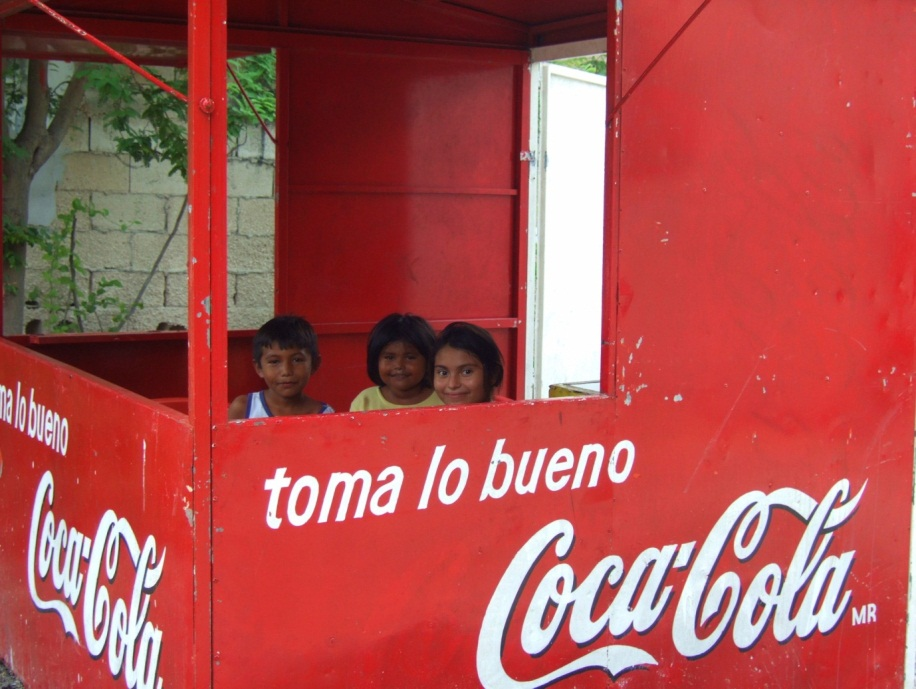 ma lo bueno
Coca-Cola
toma lo bueno
Coca-Cola MR